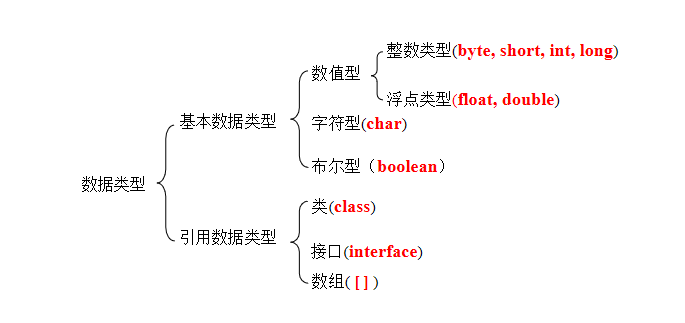 整数类型(byte, short, int, long)
数值型
浮点类型(float, double)
基本数据类型
字符型(char)
布尔型（boolean）
数据类型
类(class)
引用数据类型
接口(interface)
数组( [ ] )